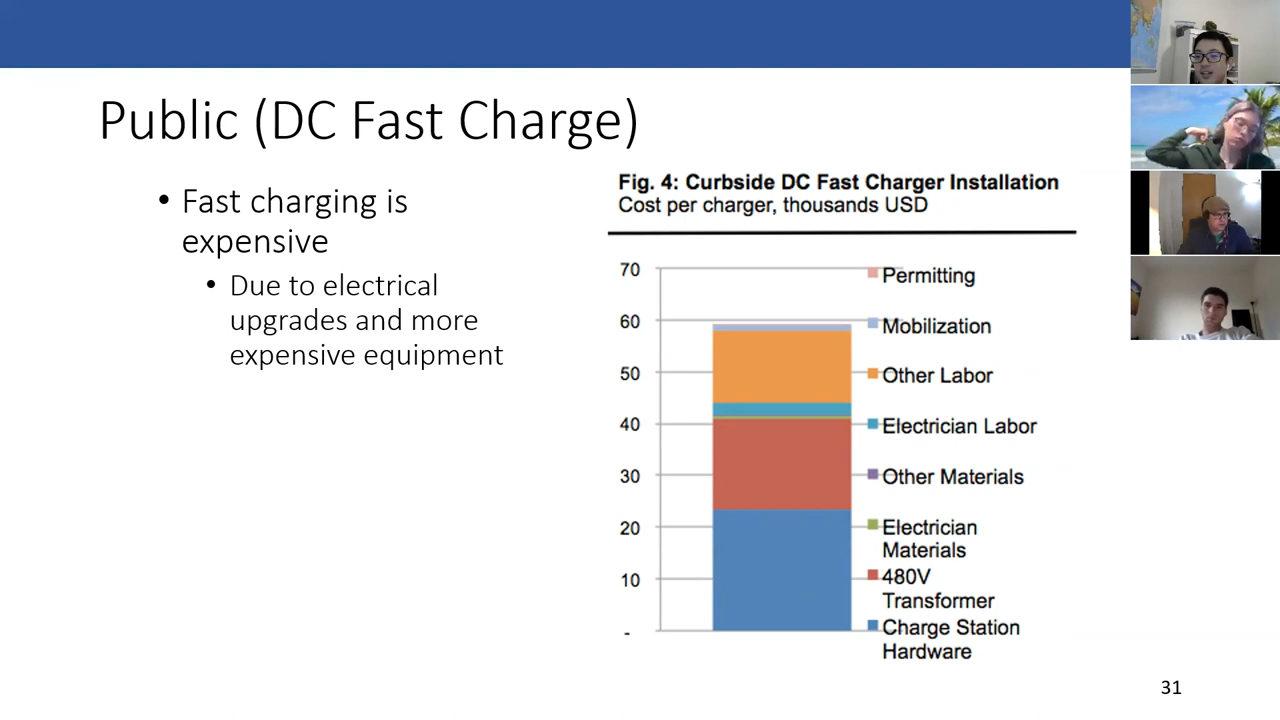 Public (DC Fast Charge)
• Fast charging is
expensive
• Due to electrical
upgrades and more
expensive equipment
Fig. 4: Curbside DC Fast Charger Installation
Cost per charger, thousands USD
70
60
50
40
30
20
10
-
Permitting
Mobilization
Other Labor
Electrician Labor
Other Materials
Electrician
Materials
480V
Transformer
Charge Station
Hardware
31